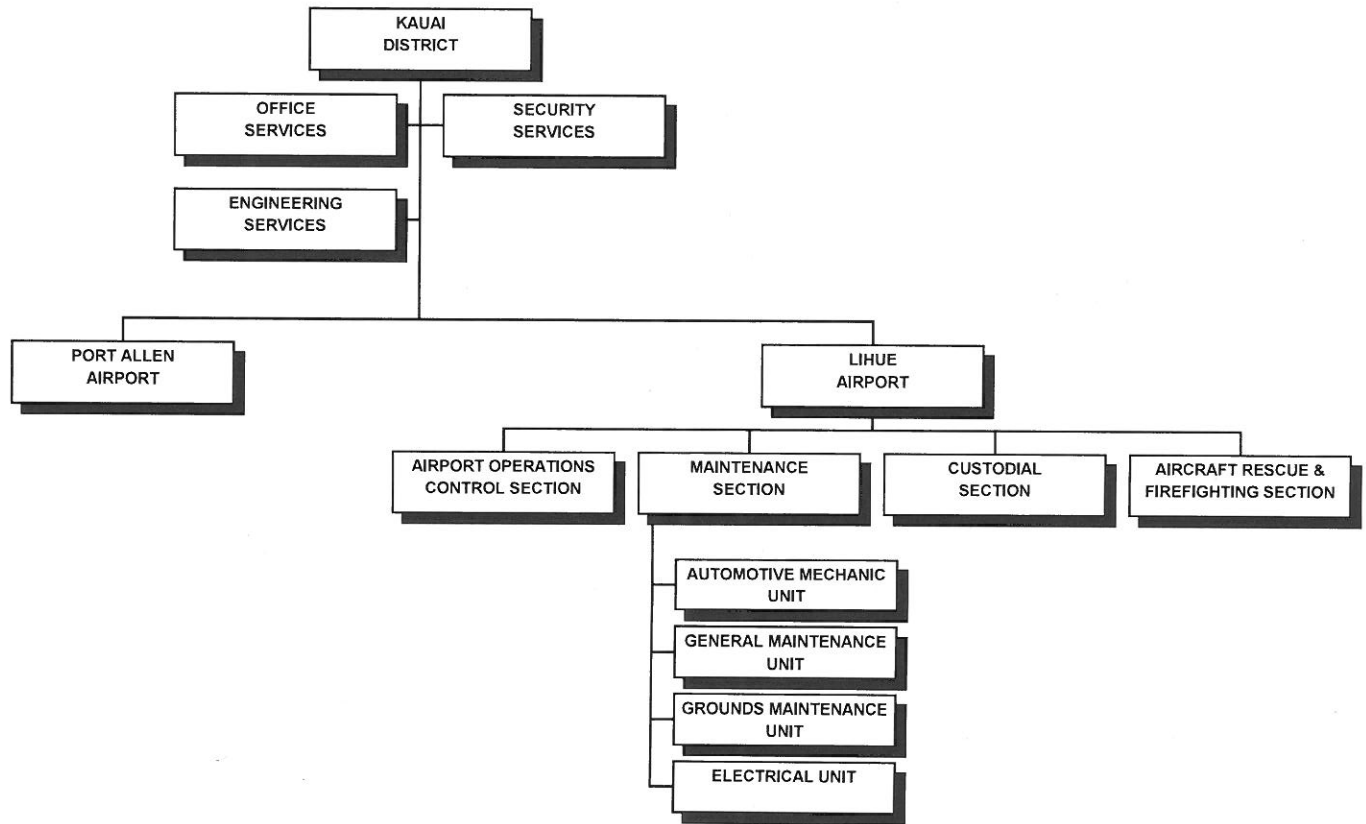 KAUAI
DISTRICT
OFFICE
SERVICES
SECURITY
SERVICES
ENGINEERING
SERVICES
PORT ALLEN
AIRPORT
LIHUE
AIRPORT
AIRPORT OPERATIONS
CONTROL SECTION
MAINTENANCE
SECTION
CUSTODIAL
SECTION
AIRCRAFT RESCUE &
FIREFIGHTING SECTION
AUTOMOTIVE MECHANIC
UNIT
GENERAL MAINTENANCE
UNIT
GROUNDS MAINTENANCE
UNIT
ELECTRICAL UNIT